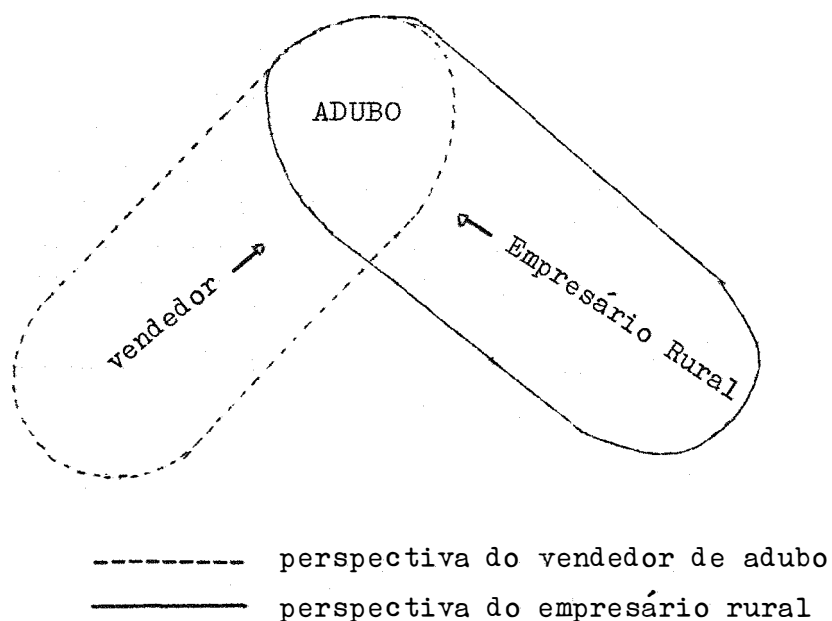 ADUBO
vendedor
Empresário Rural
perspectiva do vendedor de adubo
perspectiva do empresário rural